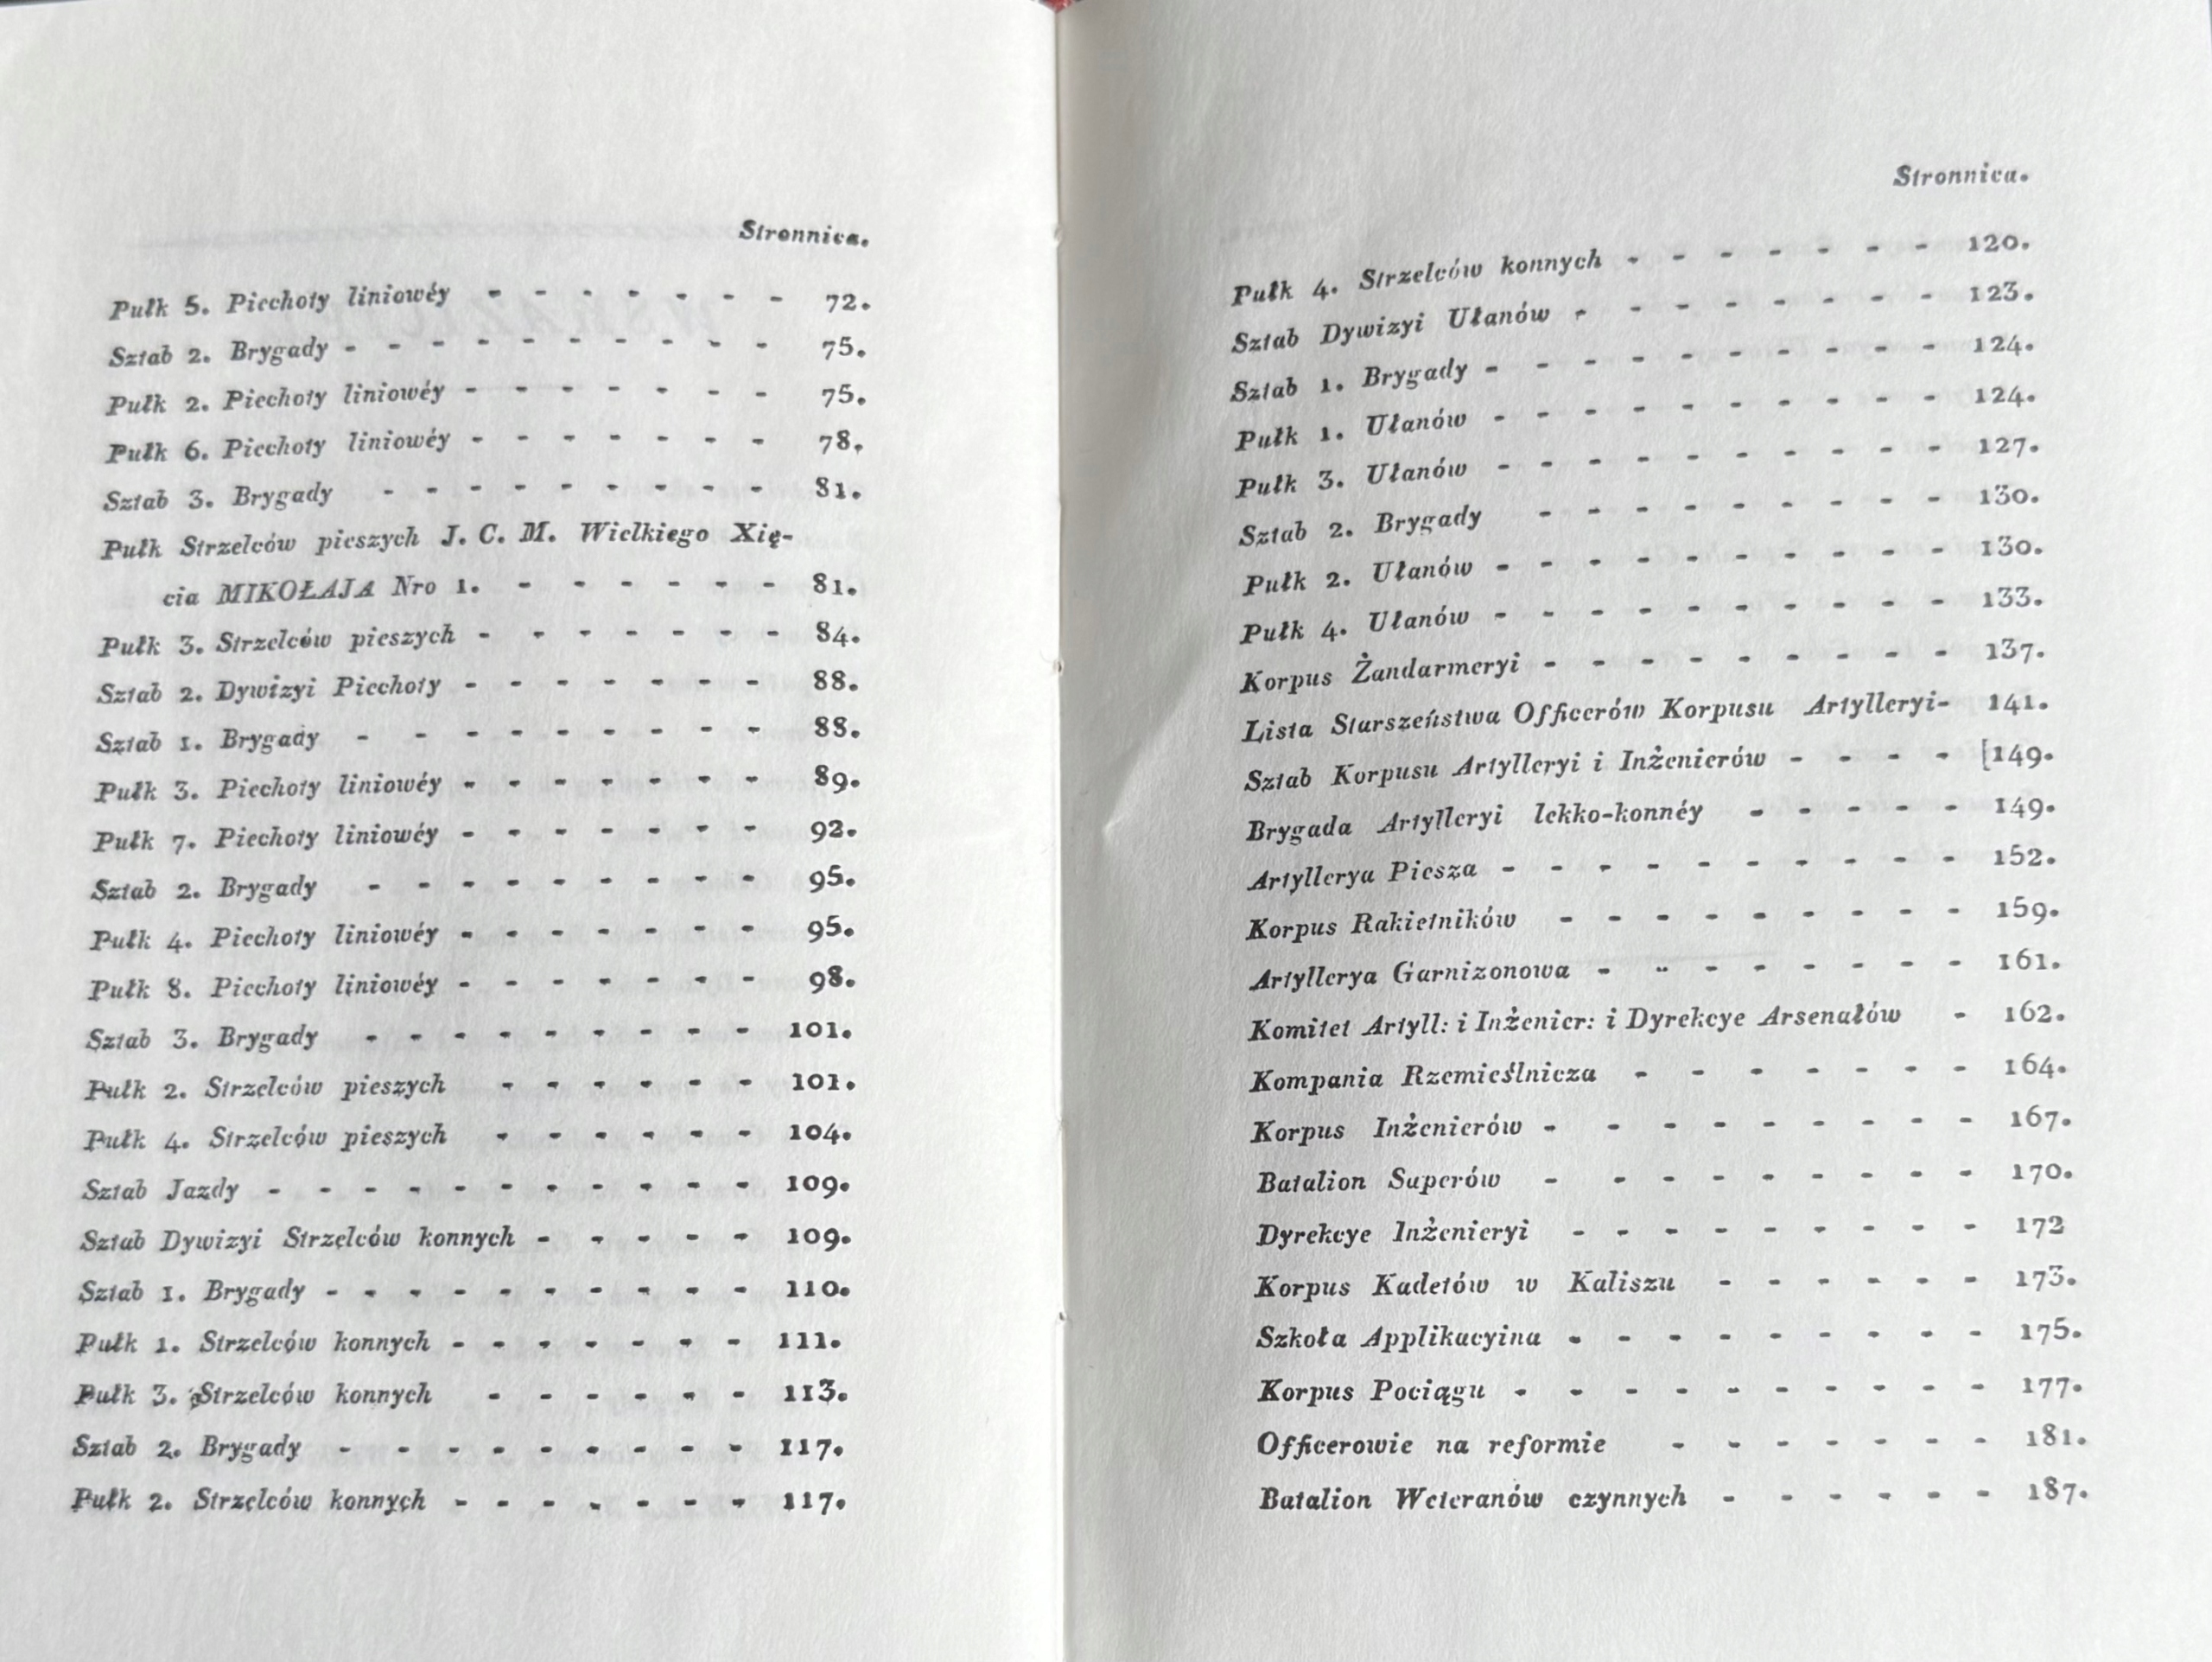 Stronnica.
Pułk 5. Piechoty liniowéy - - - - - - - 72.
Sztab 2. Brygady - - - - - - - - - - 75.
Pułk 2. Piechoty liniowéy - - - - - - - 75.
Pułk 6. Piechoty liniowéy - - - - - - - 78.
Sztab 3. Brygady - - - - - - - - - 81.
Pułk Strzelców pieszych J. C. M. Wielkiego Xię-
cia MIKOŁAJA Nro 1. - - - - - - 81.
Pułk 3. Strzelców pieszych - - - - - - - 84.
Sztab 2. Dywizyi Piechoty - - - - - - - 88.
Sztab 1. Brygady - - - - - - - - - 88.
Pułk 3. Piechoty liniowéy - - - - - - - 89.
Pułk 7. Piechoty liniowéy - - - - - - - 92.
Sztab 2. Brygady - - - - - - - - - 95.
Pułk 4. Piechoty liniowéy - - - - - - - 95.
Pułk 8. Piechoty liniowéy - - - - - - - 98.
Sztab 3. Brygady - - - - - - - - - 101.
Pułk 2. Strzelców pieszych - - - - - - 101.
Pułk 4. Strzelców pieszych - - - - - - 104.
Sztab Jazdy - - - - - - - - - - - 109.
Sztab Dywizyi Strzelców konnych - - - - - 109.
Sztab 1. Brygady - - - - - - - - - - 110.
Pułk 1. Strzelców konnych - - - - - - - 111.
Pułk 3. Strzelców konnych - - - - - - 113.
Sztab 2. Brygady - - - - - - - - - 117.
Pułk 2. Strzelców konnych - - - - - - - 117.
Stronnica.
Pułk 4. Strzelców konnych - - - - - - - 120.
Sztab Dywizyi Ułanów - - - - - - - - 123.
Sztab 1. Brygady - - - - - - - - - - 124.
Pułk 1. Ułanów - - - - - - - - - - 124.
Pułk 3. Ułanów - - - - - - - - - - 127.
Sztab 2. Brygady - - - - - - - - - 130.
Pułk 2. Ułanów - - - - - - - - - - 130.
Pułk 4. Ułanów - - - - - - - - - - 133.
Korpus Żandarmeryi - - - - - - - - - 137.
Lista Starszeństwa Officerów Korpusu Artylleryi- 141.
Sztab Korpusu Artylleryi i Inżenierów - - - - [149.
Brygada Artylleryi lekko-konnéy - - - - - 149.
Artyllerya Piesza - - - - - - - - - - 152.
Korpus Rakietników - - - - - - - - - 159.
Artyllerya Garnizonowa - - - - - - - - 161.
Komitet Artyll: i Inżenier: i Dyrekcye Arsenałów - 162.
Kompania Rzemieślnicza - - - - - - - 164.
Korpus Inżenierów - - - - - - - - - 167.
Batalion Saperów - - - - - - - - - 170.
Dyrekcye Inżenieryi - - - - - - - - - 172
Korpus Kadetów w Kaliszu - - - - - - 173.
Szkoła Applikacyina - - - - - - - - - 175.
Korpus Pociągu - - - - - - - - - - 177.
Officerowie na reformie - - - - - - - 181.
Batalion Weteranów czynnych - - - - - - 187.